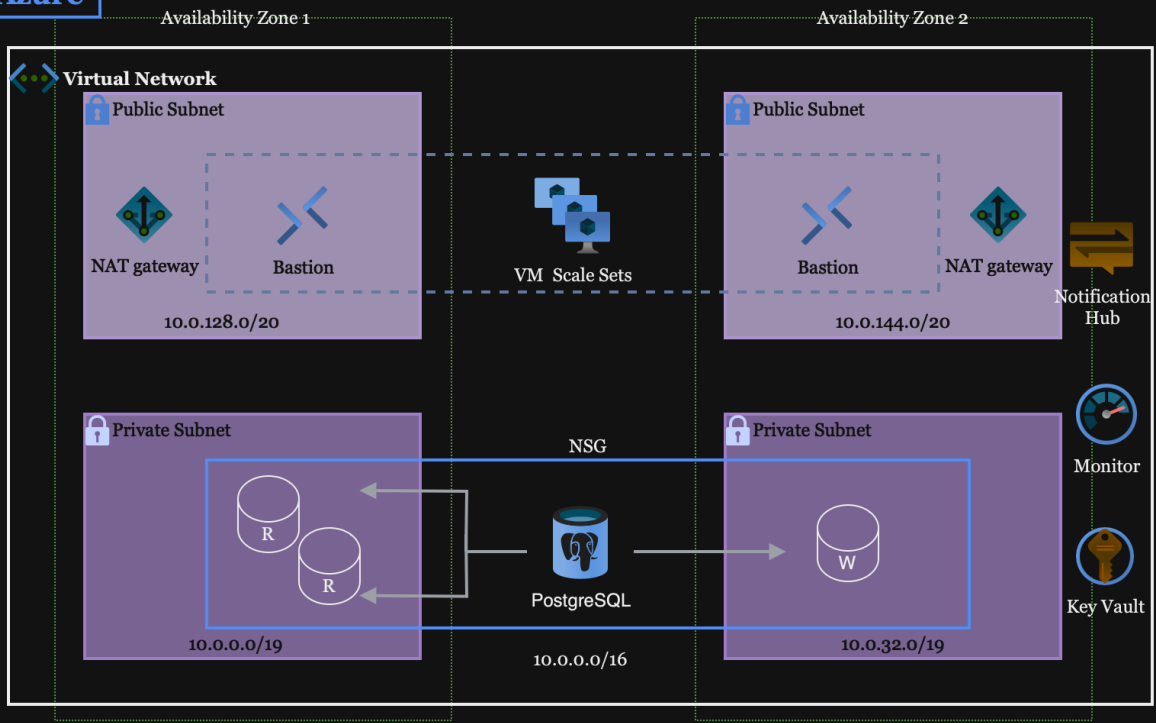 Azure
Availability Zone 1
Availability Zone 2
Virtual Network
Public Subnet
Public Subnet
NAT gateway
Bastion
VM Scale Sets
Bastion
NAT gateway
10.0.128.0/20
10.0.144.0/20
Notification
Hub
Private Subnet
Private Subnet
NSG
Monitor
R
R
W
PostgreSQL
Key Vault
10.0.0.0/19
10.0.32.0/19
10.0.0.0/16